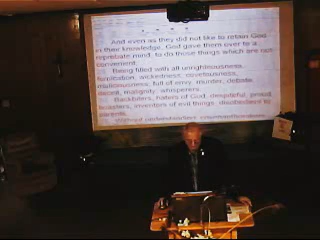 And even as they did not like to retain God
in their knowledge, God gave them over to a
reprobate mind, to do those things which are not
convenient.
Being filled with all unrighteousness,
fornication, wickedness, covetousness,
maliciousness; full of envy, murder, debate,
deceit, malignity; whisperers,
Backbiters, haters of God, despiteful, proud,
boasters, inventors of evil things, disobedient to
parents,
Without understanding, covenantbreakers,